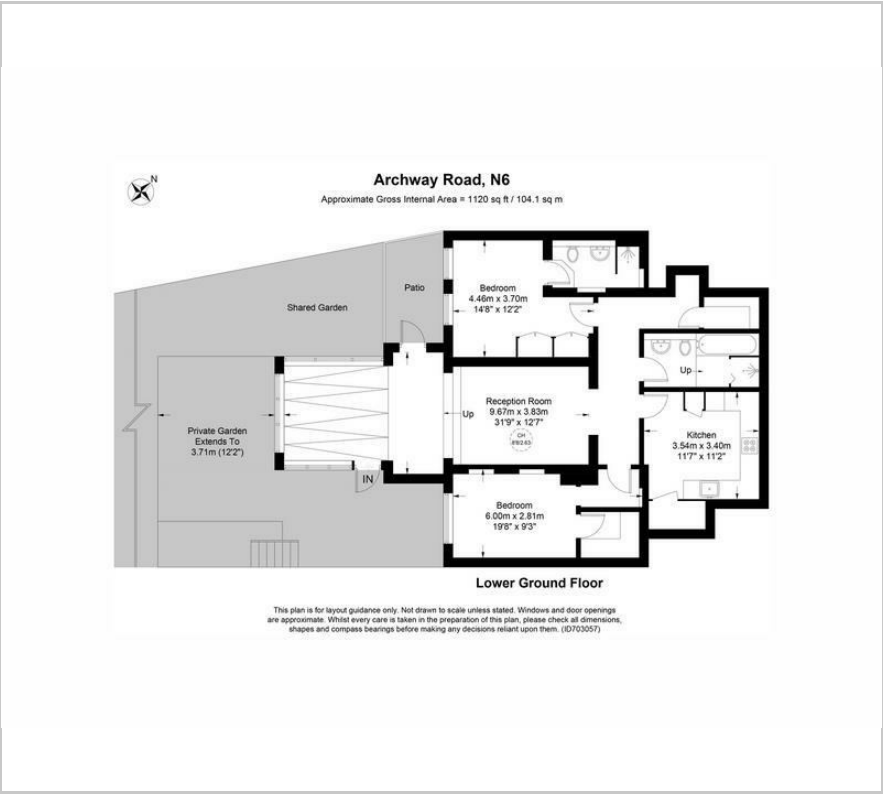 N
Archway Road, N6
Approximate Gross Internal Area = 1120 sq ft / 104.1 sq m
Shared Garden
Patio
Bedroom
4.46m x 3.70m
14'8" x 12'2"
Up
Reception Room
9.67m x 3.83m
31'9" x 12'7"
Up
CH
Private Garden
Extends To
3.71m (12'2")
Kitchen
3.54m x 3.40m
11'7" x 11'2"
IN
Bedroom
6.00m x 2.81m
19'8" x 9'3"
Lower Ground Floor
This plan is for layout guidance only. Not drawn to scale unless stated. Windows and door openings
are approximate. Whilst every care is taken in the preparation of this plan, please check all dimensions,
shapes and compass bearings before making any decisions reliant upon them. (ID703057)